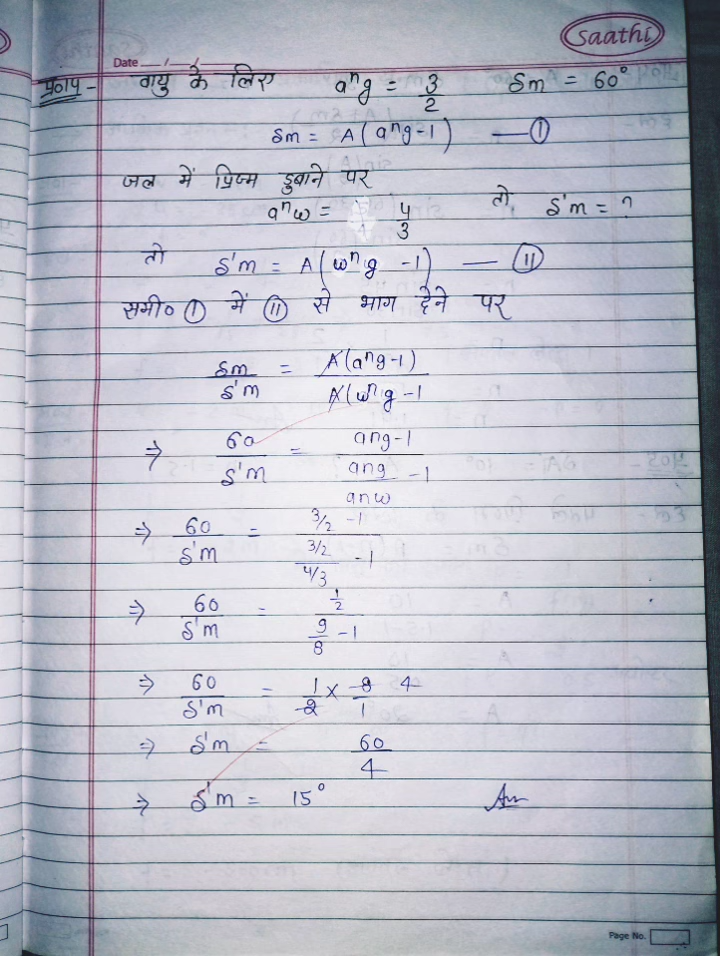 Saathi
Date
प्र०14- वायु के लिए aⁿg = 3/2 δm = 60°
δm = A(aⁿg-1) —①
जल में प्रिज्म डुबाने पर
aⁿw = 4/3 तो δ'm = ?
तो δ'm = A(wⁿg -1) —⑪
समी० ① में ⑪ से भाग देने पर
δm/δ'm = A(aⁿg-1)/A(wⁿg-1
⇒ 60/δ'm = ang-1/ang/anw -1
⇒ 60/δ'm = 3/2 -1/3/2/4/3 -1
⇒ 60/δ'm = 1/2/9/8 -1
⇒ 60/δ'm = 1/2 × 8/1 4
⇒ δ'm = 60/4
⇒ δ'm = 15° Ans
Page No.